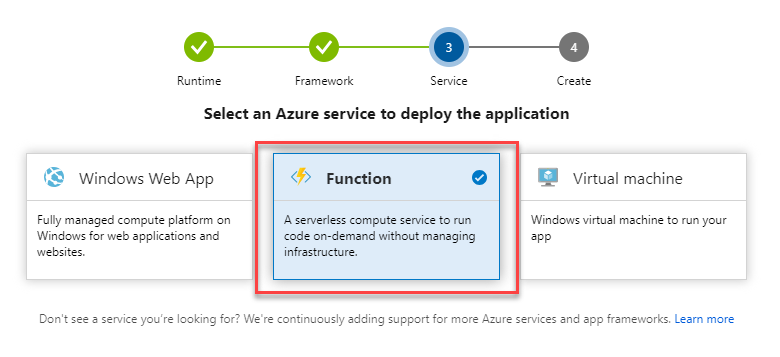 3
4
Runtime
Framework
Service
Create
Select an Azure service to deploy the application
Windows Web App
Fully managed compute platform on
Windows for web applications and
websites.
Function
A serverless compute service to run
code on-demand without managing
infrastructure.
Virtual machine
Windows virtual machine to run your
app
Don't see a service you're looking for? We're continuously adding support for more Azure services and app frameworks. Learn more